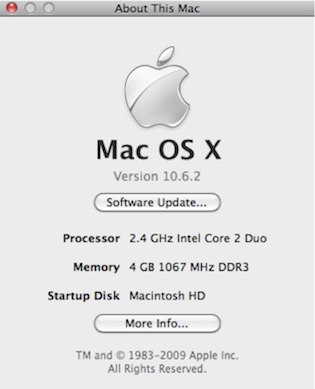 About This Mac
Mac OS X
Version 10.6.2
Software Update...
Processor 2.4 GHz Intel Core 2 Duo
Memory 4 GB 1067 MHz DDR3
Startup Disk Macintosh HD
More Info...
TM and © 1983-2009 Apple Inc.
All Rights Reserved.